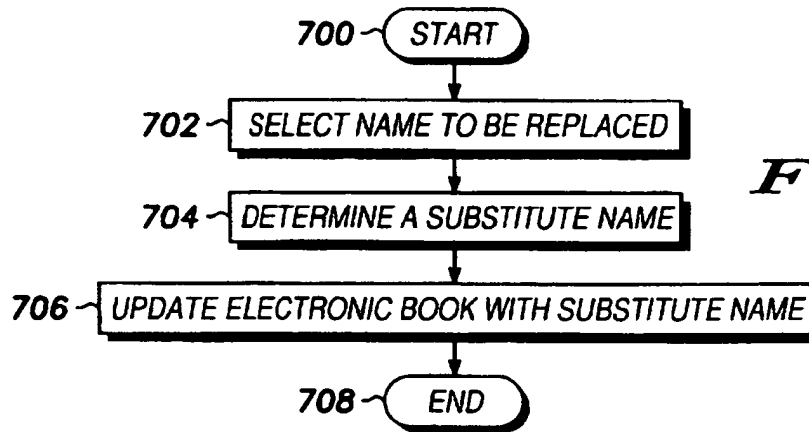 700 START
702 SELECT NAME TO BE REPLACED
F
704 DETERMINE A SUBSTITUTE NAME
706 UPDATE ELECTRONIC BOOK WITH SUBSTITUTE NAME
708 END